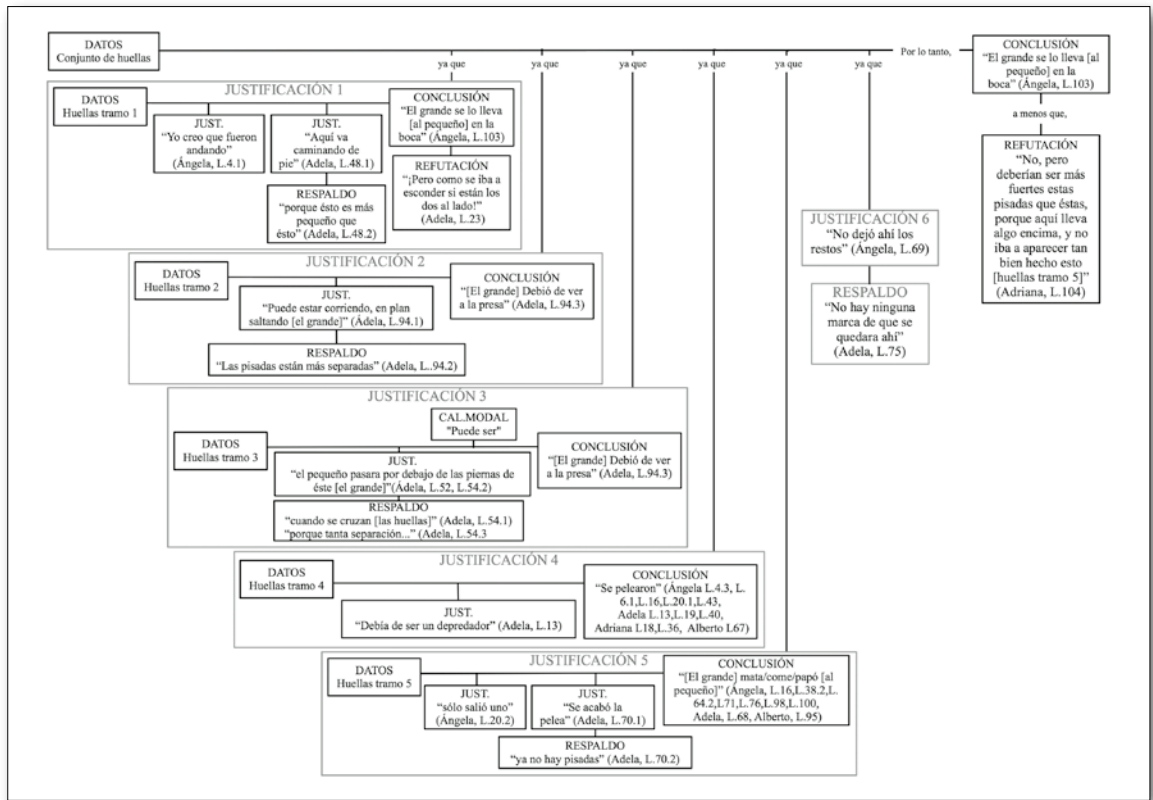 DATOS
Conjunto de huellas
ya que
ya que
ya que
ya que
ya que
ya que
Por lo tanto,
CONCLUSIÓN
“El grande se lo lleva [al
pequeño] en la
boca” (Ángela, L.103)
a menos que,
REFUTACIÓN
“No, pero
deberían ser más
fuertes estas
pisadas que éstas,
porque aquí lleva
algo encima, y no
iba a aparecer tan
bien hecho esto
[huellas tramo 5]”
(Adriana, L.104)
JUSTIFICACIÓN 1
DATOS
Huellas tramo 1
JUST.
“Yo creo que fueron
andando”
(Ángela, L.4.1)
JUST.
“Aquí va
caminando de
pie” (Adela, L.48.1)
RESPALDO
“porque ésto es más
pequeño que
ésto” (Adela, L.48.2)
CONCLUSIÓN
“El grande se lo lleva
[al pequeño] en la
boca” (Ángela, L.103)
REFUTACIÓN
“¡Pero como se iba a
esconder si están los
dos al lado!”
(Adela, L.23)
JUSTIFICACIÓN 2
DATOS
Huellas tramo 2
JUST.
“Puede estar corriendo, en plan
saltando [el grande]” (Ádela, L.94.1)
RESPALDO
“Las pisadas están más separadas” (Adela, L..94.2)
CONCLUSIÓN
“[El grande] Debió de ver
a la presa” (Adela, L.94.3)
JUSTIFICACIÓN 3
CAL.MODAL
"Puede ser"
DATOS
Huellas tramo 3
JUST.
“el pequeño pasara por debajo de las piernas de
éste [el grande]”(Ádela, L.52, L.54.2)
RESPALDO
“cuando se cruzan [las huellas]” (Adela, L.54.1)
“porque tanta separación...” (Adela, L.54.3
CONCLUSIÓN
“[El grande] Debió de ver
a la presa” (Adela, L.94.3)
JUSTIFICACIÓN 4
DATOS
Huellas tramo 4
JUST.
“Debía de ser un depredador” (Adela, L.13)
CONCLUSIÓN
“Se pelearon” (Ángela L.4.3, L.
6.1,L.16,L.20.1,L.43,
Adela L.13,L.19,L.40,
Adriana L18,L.36, Alberto L67)
JUSTIFICACIÓN 5
DATOS
Huellas tramo 5
JUST.
“sólo salió uno”
(Ángela, L.20.2)
JUST.
“Se acabó la
pelea” (Adela, L.70.1)
RESPALDO
“ya no hay pisadas” (Adela, L.70.2)
CONCLUSIÓN
“[El grande] mata/come/papó [al
pequeño]” (Ángela, L.16,L.38.2,L.
64.2,L71,L.76,L.98,L.100,
Adela, L.68, Alberto, L.95)
JUSTIFICACIÓN 6
“No dejó ahí los
restos” (Ángela, L.69)
RESPALDO
“No hay ninguna
marca de que se
quedara ahí”
(Adela, L.75)